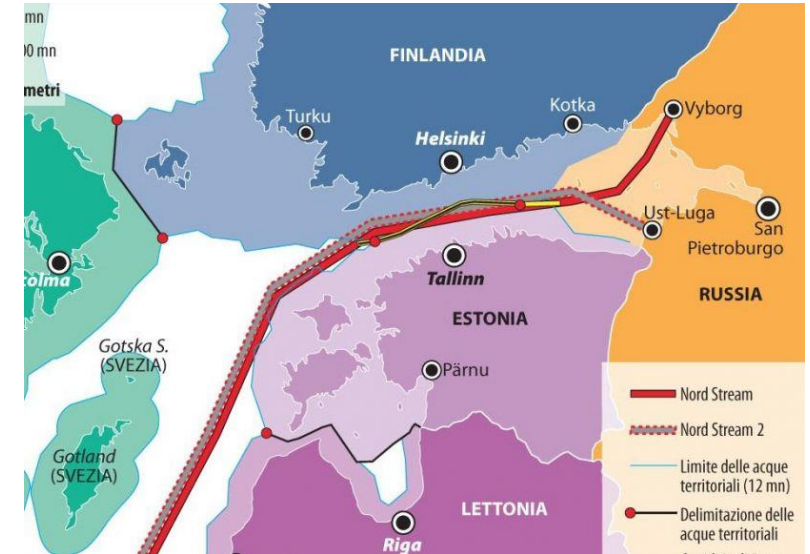 mn
00 mn
metri
FINLANDIA
Turku
Helsinki
Kotka
Vyborg
Ust-Luga
San
Pietroburgo
colma
Tallinn
RUSSIA
ESTONIA
Gotska S.
(SVEZIA)
Pärnu
Gotland
(SVEZIA)
LETTONIA
Riga
Nord Stream
Nord Stream 2
Limite delle acque
territoriali (12 mn)
Delimitazione delle
acque territoriali